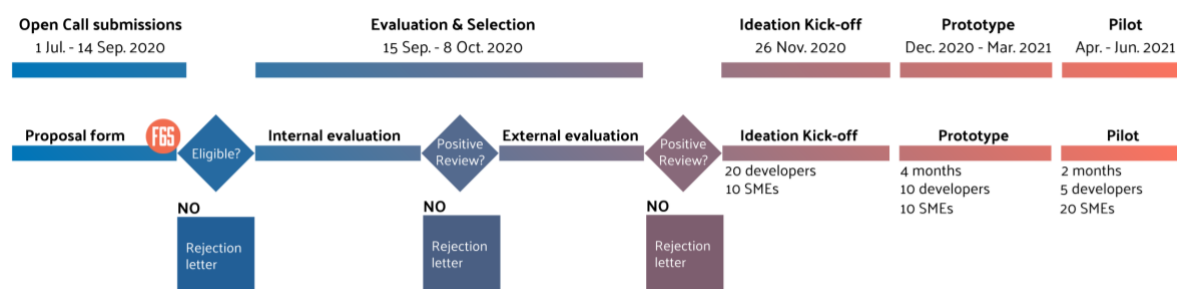 Open Call submissions
1 Jul. - 14 Sep. 2020
Evaluation & Selection
15 Sep. - 8 Oct. 2020
Ideation Kick-off
26 Nov. 2020
Prototype
Dec. 2020 - Mar. 2021
Pilot
Apr. - Jun. 2021
Proposal form
F6S
Eligible?
Internal evaluation
Positive
Review?
External evaluation
Positive
Review?
Ideation Kick-off
20 developers
10 SMEs
Prototype
4 months
10 developers
10 SMEs
Pilot
2 months
5 developers
20 SMEs
NO
Rejection
letter
NO
Rejection
letter
NO
Rejection
letter